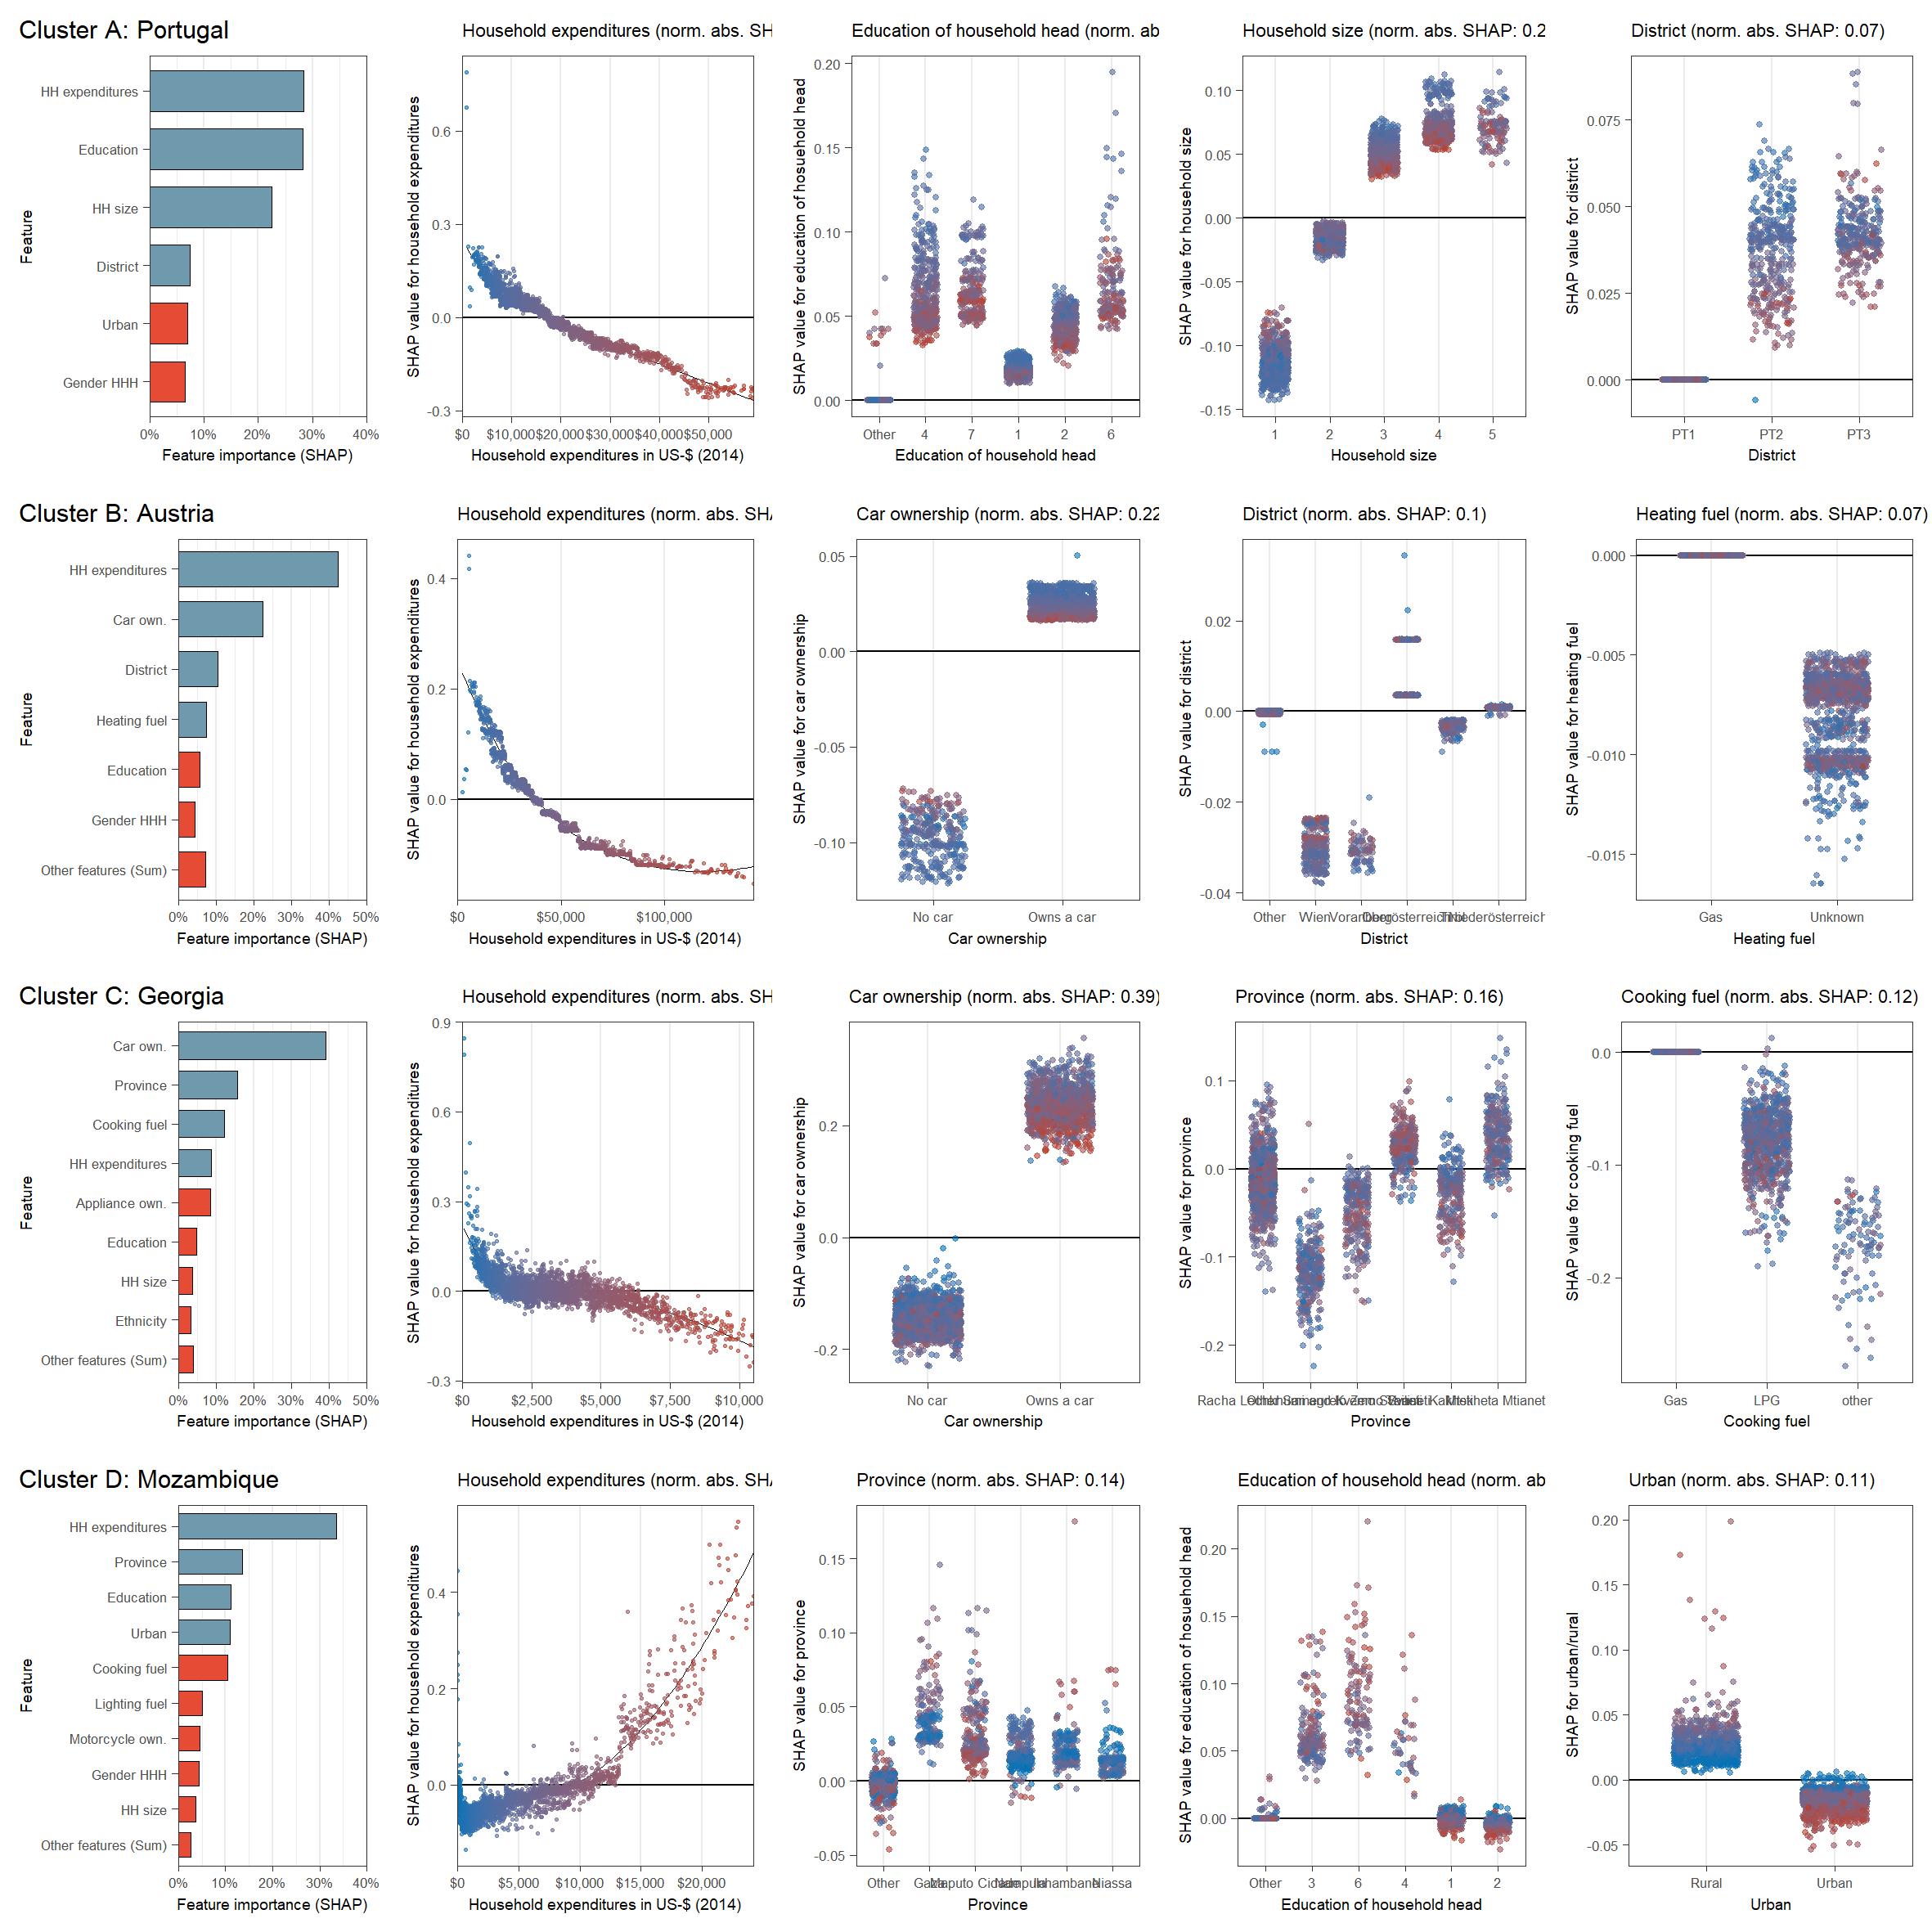 Cluster A: Portugal
Household expenditures (norm. abs. SH
Education of household head (norm. ab
Household size (norm. abs. SHAP: 0.2
District (norm. abs. SHAP: 0.07)
Feature
HH expenditures
Education
HH size
District
Urban
Gender HHH
0% 10% 20% 30% 40%
Feature importance (SHAP)
SHAP value for household expenditures
0.6
0.3
0.0
-0.3
$0 $10,000 $20,000 $30,000 $40,000 $50,000
Household expenditures in US-$ (2014)
SHAP value for education of hosuehold head
0.20
0.15
0.10
0.05
0.00
Other 4 7 1 2 6
Education of household head
SHAP value for household size
0.10
0.05
0.00
-0.05
-0.10
-0.15
1 2 3 4 5
Household size
SHAP value for district
0.075
0.050
0.025
0.000
PT1 PT2 PT3
District
Cluster B: Austria
Household expenditures (norm. abs. SHA
Car ownership (norm. abs. SHAP: 0.22
District (norm. abs. SHAP: 0.1)
Heating fuel (norm. abs. SHAP: 0.07)
Feature
HH expenditures
Car own.
District
Heating fuel
Education
Gender HHH
Other features (Sum)
0% 10% 20% 30% 40% 50%
Feature importance (SHAP)
SHAP value for household expenditures
0.4
0.2
0.0
$0 $50,000 $100,000
Household expenditures in US-$ (2014)
SHAP value for car ownership
0.05
0.00
-0.05
-0.10
No car Owns a car
Car ownership
SHAP value for district
0.02
0.00
-0.02
-0.04
Other Wien Vorarlberg Oberösterreich Tirol Niederösterreich
District
SHAP value for heating fuel
0.000
-0.005
-0.010
-0.015
Gas Unknown
Heating fuel
Cluster C: Georgia
Household expenditures (norm. abs. SH
Car ownership (norm. abs. SHAP: 0.39)
Province (norm. abs. SHAP: 0.16)
Cooking fuel (norm. abs. SHAP: 0.12)
Feature
Car own.
Province
Cooking fuel
HH expenditures
Appliance own.
Education
HH size
Ethnicity
Other features (Sum)
0% 10% 20% 30% 40% 50%
Feature importance (SHAP)
SHAP value for household expenditures
0.9
0.6
0.3
0.0
-0.3
$0 $2,500 $5,000 $7,500 $10,000
Household expenditures in US-$ (2014)
SHAP value for car ownership
0.2
0.0
-0.2
No car Owns a car
Car ownership
SHAP value for province
0.1
0.0
-0.1
-0.2
Racha Mtianet
Province
SHAP value for cooking fuel
0.0
-0.1
-0.2
Gas LPG other
Cooking fuel
Cluster D: Mozambique
Household expenditures (norm. abs. SHA
Province (norm. abs. SHAP: 0.14)
Education of household head (norm. ab
Urban (norm. abs. SHAP: 0.11)
Feature
HH expenditures
Province
Education
Urban
Cooking fuel
Lighting fuel
Motorcycle own.
Gender HHH
HH size
Other features (Sum)
0% 10% 20% 30% 40%
Feature importance (SHAP)
SHAP value for household expenditures
0.4
0.2
0.0
$0 $5,000 $10,000 $15,000 $20,000
Household expenditures in US-$ (2014)
SHAP value for province
0.15
0.10
0.05
0.00
-0.05
Other Gaza Maputo Cidade Nampula Inhambane Niassa
Province
SHAP value for education of hosuehold head
0.20
0.15
0.10
0.05
0.00
Other 3 6 4 1 2
Education of household head
SHAP for urban/rural
0.20
0.15
0.10
0.05
0.00
-0.05
Rural Urban
Urban